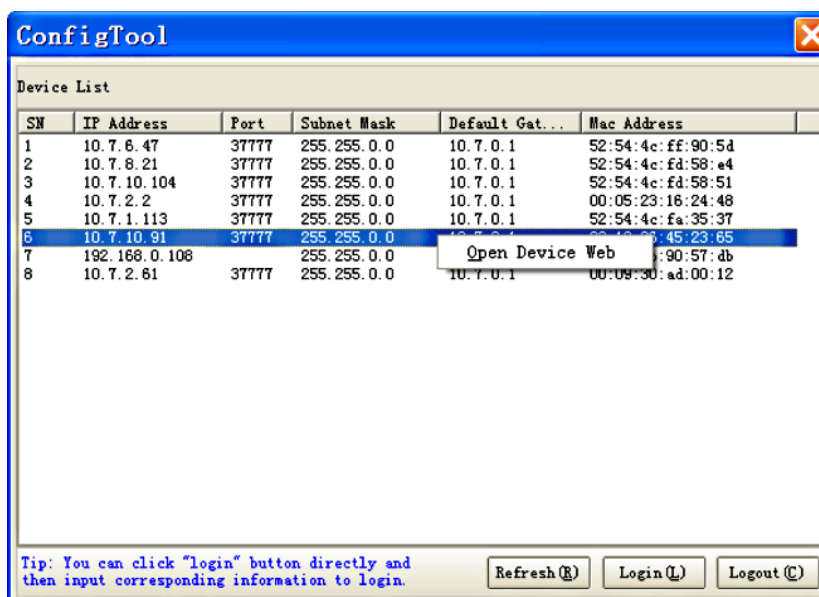 ConfigTool
Device List
SN IP Address Port Subnet Mask Default Gat... Mac Address
1 10.7.6.47 37777 255.255.0.0 10.7.0.1 52:54:4c:ff:90:5d
2 10.7.8.21 37777 255.255.0.0 10.7.0.1 52:54:4c:fd:58:e4
3 10.7.10.104 37777 255.255.0.0 10.7.0.1 52:54:4c:fd:58:51
4 10.7.2.2 37777 255.255.0.0 10.7.0.1 00:05:23:16:24:48
5 10.7.1.113 37777 255.255.0.0 10.7.0.1 52:54:4c:fa:35:37
6 10.7.10.91 37777 255.255.0.0 :45:23:65
Open Device Web
7 192.168.0.108 255.255.0.0 :90:57:db
8 10.7.2.61 37777 255.255.0.0 10.7.0.1 00:09:30:ad:00:12
Tip: You can click "login" button directly and
then input corresponding information to login.
Refresh(R) Login(L) Logout(C)